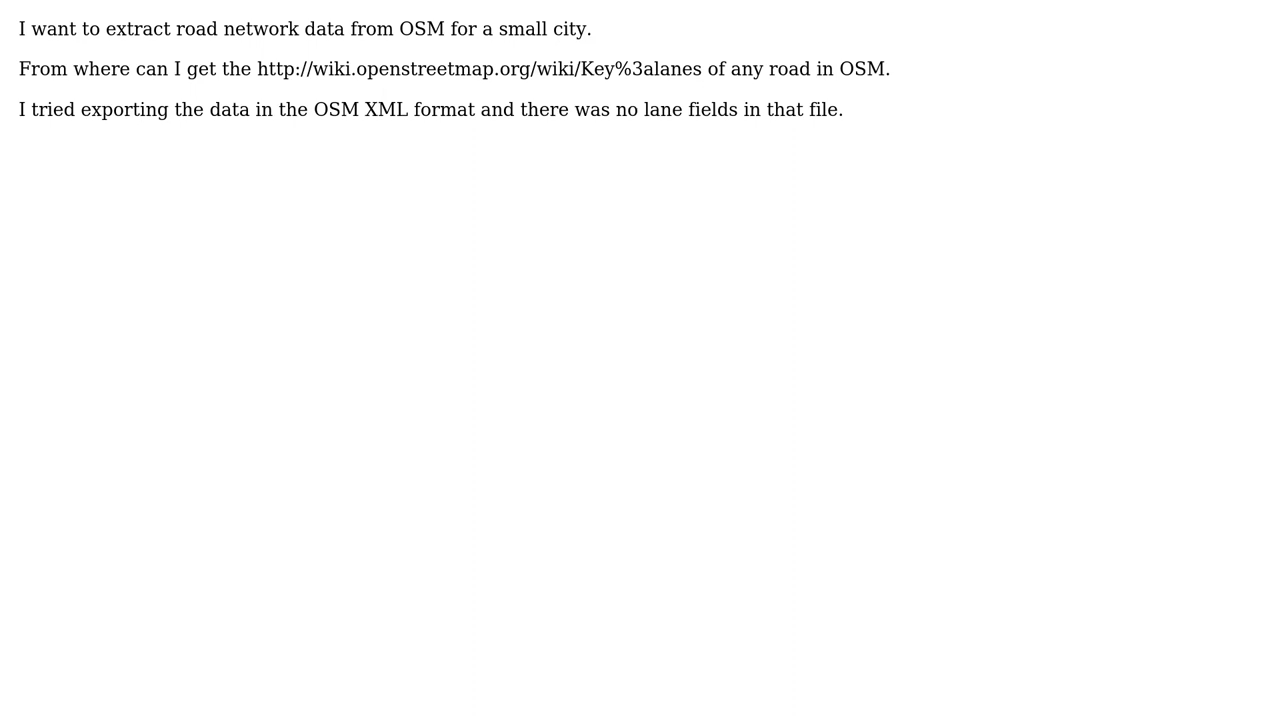 I want to extract road network data from OSM for a small city.
From where can I get the http://wiki.openstreetmap.org/wiki/Key%3alanes of any road in OSM.
I tried exporting the data in the OSM XML format and there was no lane fields in that file.